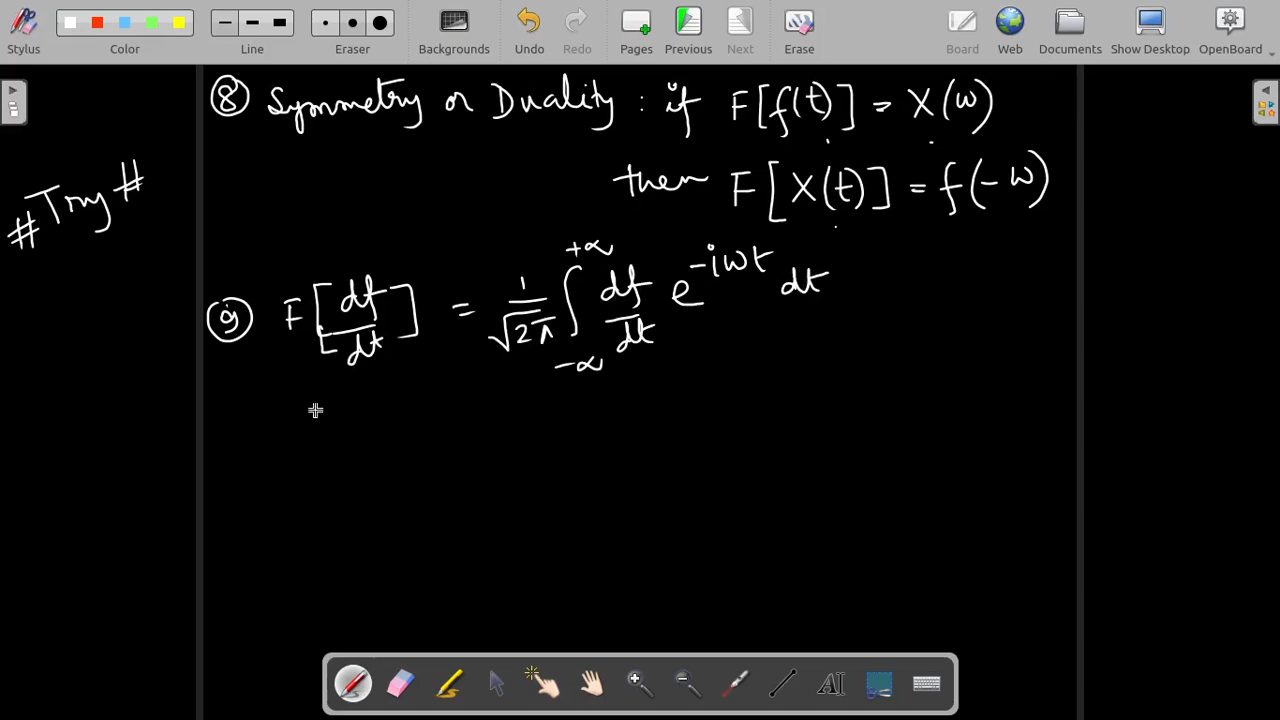 Stylus Color Line Eraser Backgrounds Undo Redo Pages Previous Next Erase Board Web Documents Show Desktop OpenBoard
⑧ Symmetry or Duality : if F[f(t)] = X(ω)
then F[X(t)] = f(-ω)
# Try #
⑨ F[df/dt] = 1/√2π ∫_{-∞}^{+∞} df/dt e^{-iωt} dt
AI